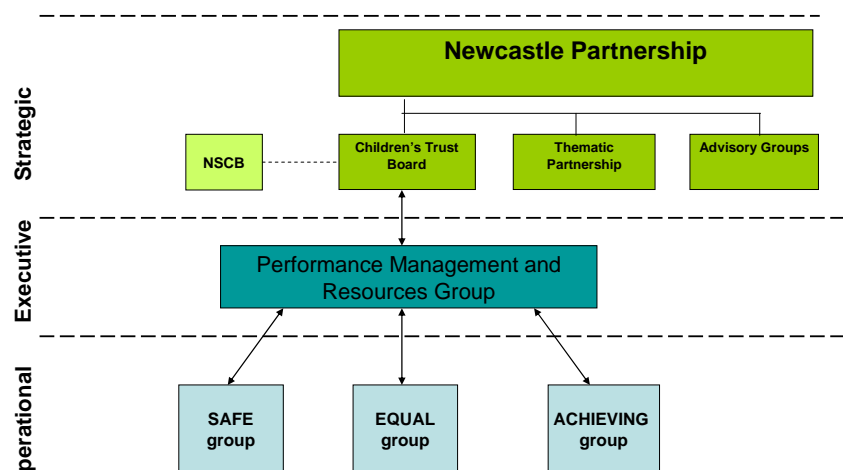 Newcastle Partnership
Strategic
NSCB
Children's Trust
Board
Thematic
Partnership
Advisory Groups
Executive
Performance Management and
Resources Group
perational
SAFE
group
EQUAL
group
ACHIEVING
group